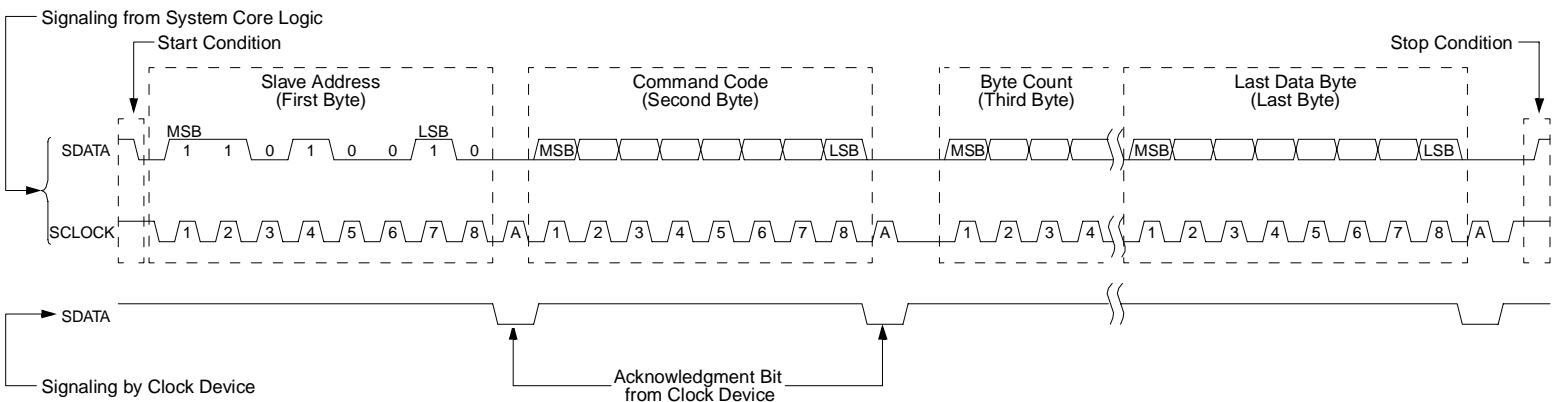 Signaling from System Core Logic
Start Condition
Stop Condition
Slave Address
(First Byte)
Command Code
(Second Byte)
Byte Count
(Third Byte)
Last Data Byte
(Last Byte)
MSB LSB
SDATA 1 1 0 1 0 0 1 0 MSB LSB MSB MSB LSB
SCLOCK 1 2 3 4 5 6 7 8 A 1 2 3 4 5 6 7 8 A 1 2 3 4 1 2 3 4 5 6 7 8 A
SDATA
Signaling by Clock Device
Acknowledgment Bit
from Clock Device